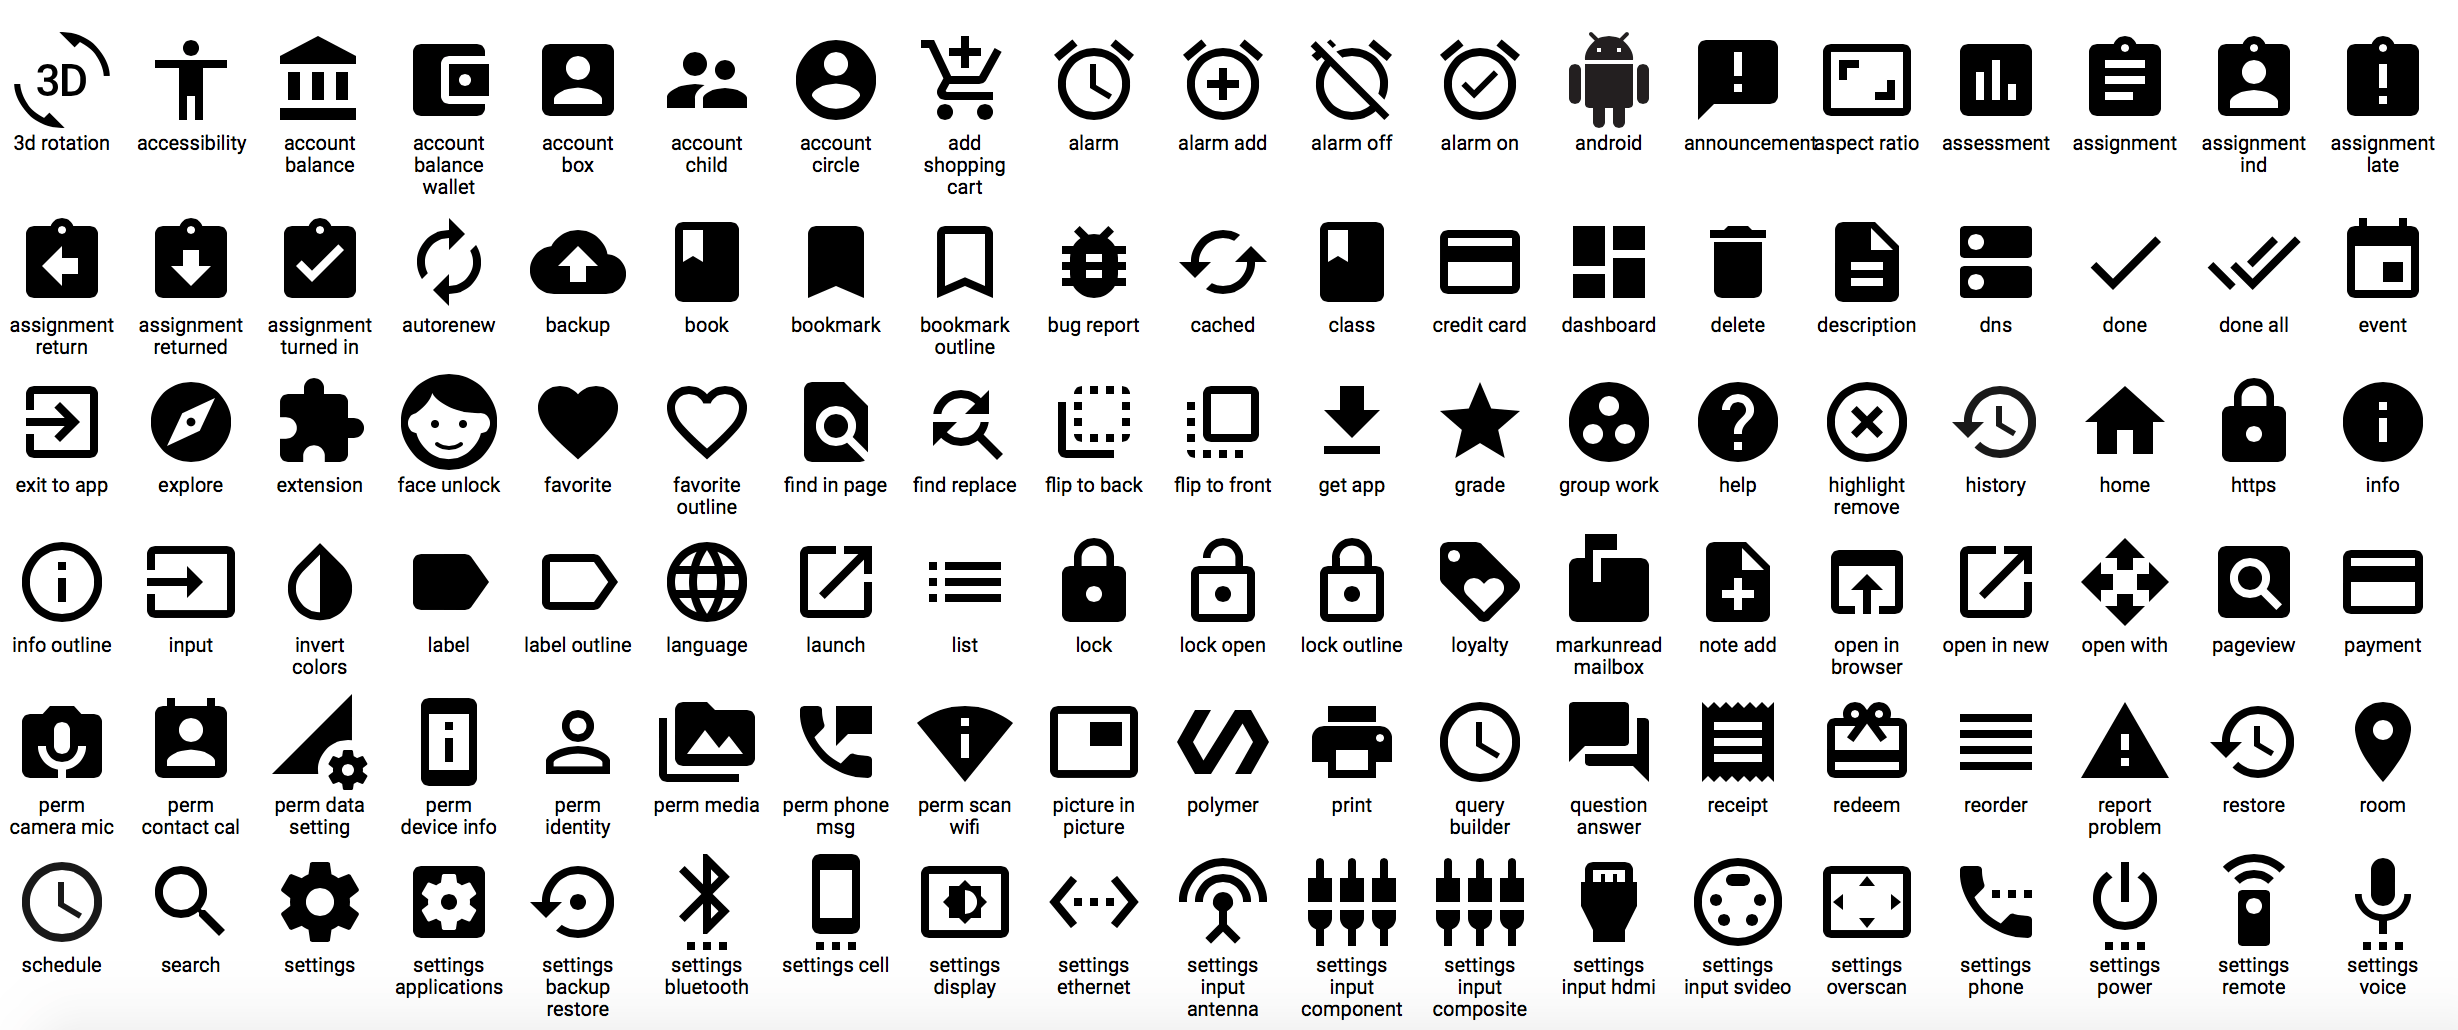 3D
3d rotation accessibility account account account account account add alarm alarm add alarm off alarm on android announcement aspect ratio assessment assignment assignment assignment
balance balance box child circle shopping ind late
wallet cart
assignment assignment assignment autorenew backup book bookmark bookmark bug report cached class credit card dashboard delete description dns done done all event
return returned turned in outline
exit to app explore extension face unlock favorite favorite find in page find replace flip to back flip to front get app grade group work help highlight history home https info
outline remove
info outline input invert label label outline language launch list lock lock open lock outline loyalty markunread note add open in open in new open with pageview payment
colors mailbox browser
perm perm perm data perm perm perm media perm phone perm scan picture in polymer print query question receipt redeem reorder report restore room
camera mic contact cal setting device info identity msg wifi picture builder answer problem
schedule search settings settings settings settings settings cell settings settings settings settings settings settings settings settings settings settings settings settings
applications backup bluetooth display ethernet input input input input hdmi input svideo overscan phone power remote voice
restore antenna component composite